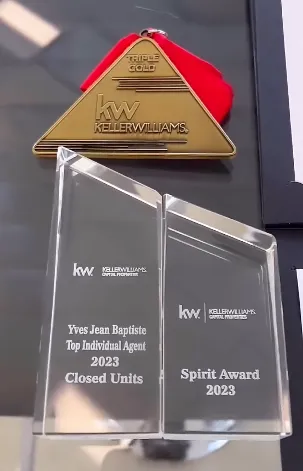 TRIPLE
GOLD
kw
KELLERWILLIAMS.
kw. KELLERWILLIAMS.
CAPITAL PROPERTIES
Yves Jean Baptiste
Top Individual Agent
2023
Closed Units
kw KELLERWILLIAMS.
CAPITAL PROPERTIES
Spirit Award
2023